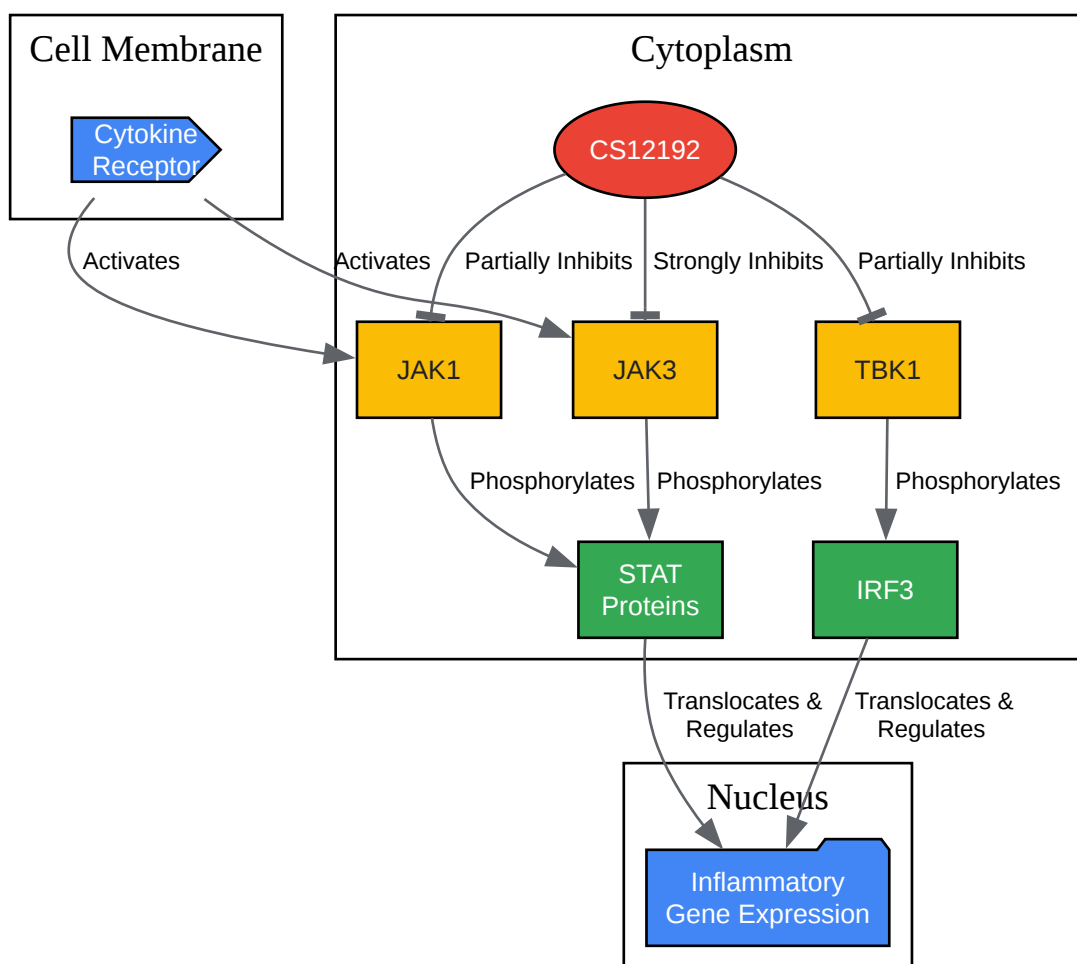 Cell Membrane
Cytoplasm
Cytokine
Receptor
CS12192
Activates
Activates
Partially Inhibits
Strongly Inhibits
Partially Inhibits
JAK1
JAK3
TBK1
Phosphorylates
Phosphorylates
Phosphorylates
STAT
Proteins
IRF3
Translocates &
Regulates
Translocates &
Regulates
Nucleus
Inflammatory
Gene Expression